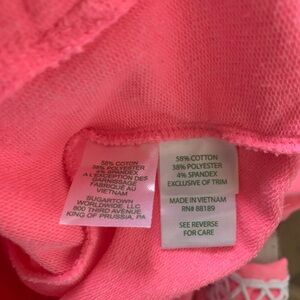 58% COTTON
38% POLYESTER
4% SPANDEX
A L'EXCEPTION DES
GARNISSAGE
FABRIQUÉ AU
VIETNAM
SUGARTOWN
WORLDWIDE, LLC
800 THIRD AVENUE
KING OF PRUSSIA, PA
58% COTTON
38% POLYESTER
4% SPANDEX
EXCLUSIVE OF TRIM
MADE IN VIETNAM
RN# 88189
SEE REVERSE
FOR CARE